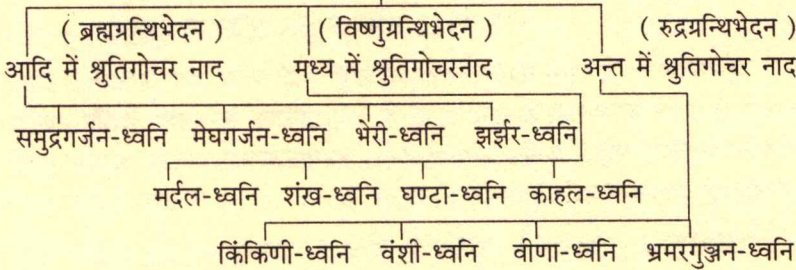 ( ब्रह्मग्रन्थिभेदन ) ( विष्णुग्रन्थिभेदन ) ( रुद्रग्रन्थिभेदन )
आदि में श्रुतिगोचर नाद मध्य में श्रुतिगोचरनाद अन्त में श्रुतिगोचर नाद
समुद्रगर्जन-ध्वनि मेघगर्जन-ध्वनि भेरी-ध्वनि झर्झर-ध्वनि
मर्दल-ध्वनि शंख-ध्वनि घण्टा-ध्वनि काहल-ध्वनि
किंकिणी-ध्वनि वंशी-ध्वनि वीणा-ध्वनि भ्रमरगुञ्जन-ध्वनि